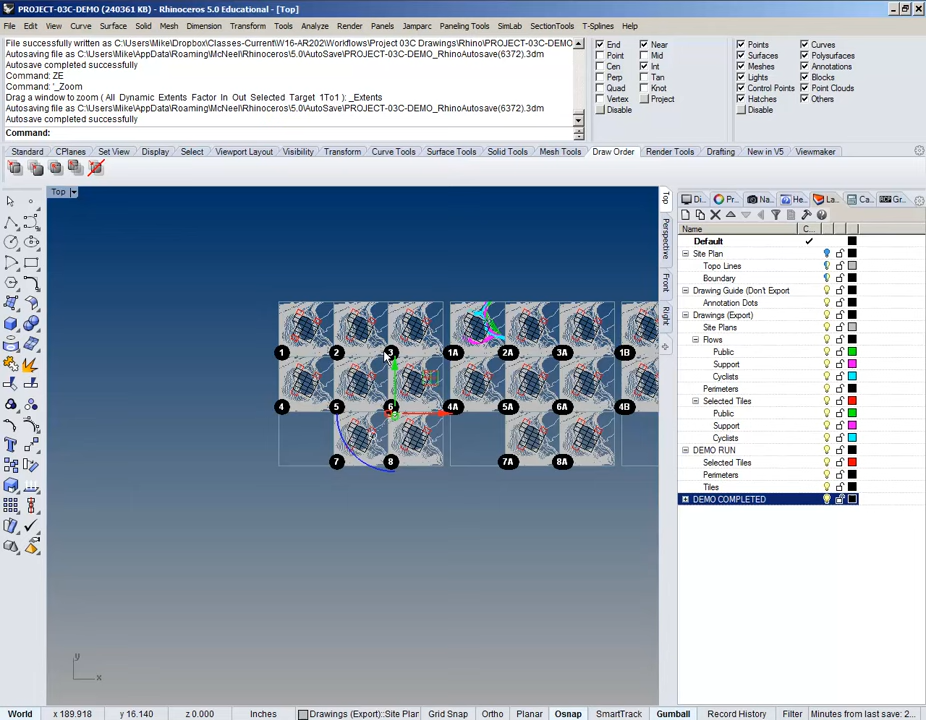 PROJECT-03C-DEMO (240361 KB) - Rhinoceros 5.0 Educational - [Top]
File Edit View Curve Surface Solid Mesh Dimension Transform Tools Analyze Render Panels Jamparc Paneling Tools SimLab SectionTools T-Splines Help
File successfully written as C:\Users\Mike\Dropbox\Classes-Current\W16-AR202\Workflows\Project 03C Drawings\Rhino\PROJECT-03C-DEMO
Autosaving file as C:\Users\Mike\AppData\Roaming\McNeel\Rhinoceros\5.0\AutoSave\PROJECT-03C-DEMO_RhinoAutosave(6372).3dm
Autosave completed successfully
Command: ZE
Command: '_Zoom
Drag a window to zoom ( All Dynamic Extents Factor In Out Selected Target 1To1 ): _Extents
Autosaving file as C:\Users\Mike\AppData\Roaming\McNeel\Rhinoceros\5.0\AutoSave\PROJECT-03C-DEMO_RhinoAutosave(6372).3dm
Autosave completed successfully
Command:
End Near
Point Mid
Cen Int
Perp Tan
Quad Knot
Vertex Project
Disable
Points Curves
Surfaces Polysurfaces
Meshes Annotations
Lights Blocks
Control Points Point Clouds
Hatches Others
Disable
Standard CPlanes Set View Display Select Viewport Layout Visibility Transform Curve Tools Surface Tools Solid Tools Mesh Tools Draw Order Render Tools Drafting New in V5 Viewmaker
Top
Top
Perspective
Front
Right
1 2 3 1A 2A 3A 1B
4 5 6 4A 5A 6A 4B
7 8 7A 8A
y
x
Di... Pr... Na... He... La... Ca... Gr...
Name C...
Default
Site Plan
Topo Lines
Boundary
Drawing Guide (Don't Export
Annotation Dots
Drawings (Export)
Site Plans
Rows
Public
Support
Cyclists
Perimeters
Selected Tiles
Public
Support
Cyclists
DEMO RUN
Selected Tiles
Perimeters
Tiles
DEMO COMPLETED
World x 189.918 y 16.140 z 0.000 Inches Drawings (Export)::Site Plan Grid Snap Ortho Planar Osnap SmartTrack Gumball Record History Filter Minutes from last save: 2...